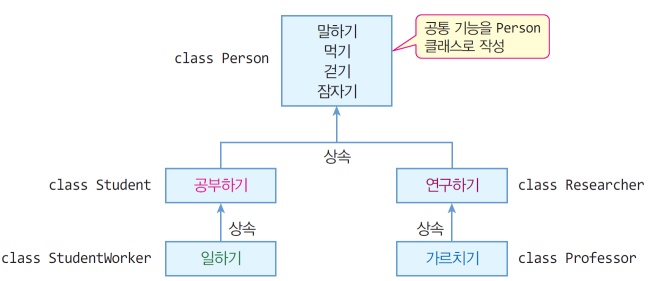 공통 기능을 Person
클래스로 작성
class Person
말하기
먹기
걷기
잠자기
상속
class Student
공부하기
연구하기
class Researcher
상속
상속
class StudentWorker
일하기
가르치기
class Professor